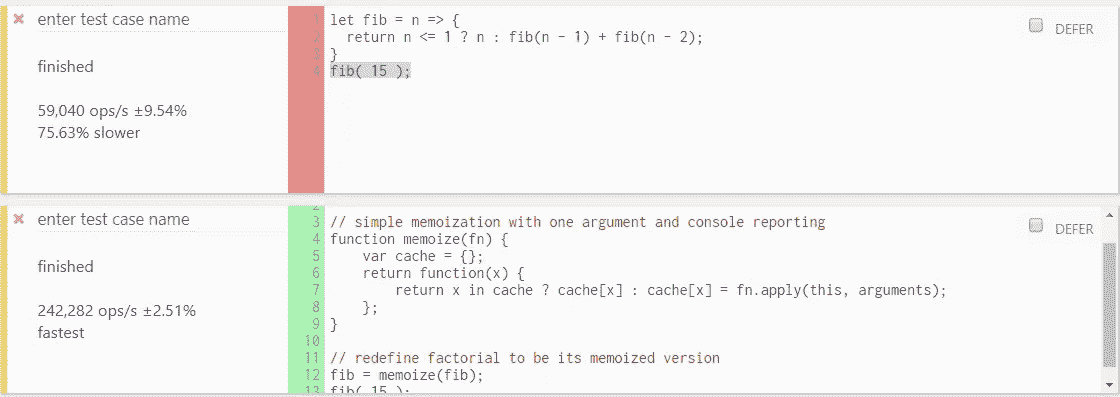 enter test case name
finished
59,040 ops/s ±9.54%
75.63% slower
1 let fib = n => {
2   return n <= 1 ? n : fib(n - 1) + fib(n - 2);
3 }
4 fib( 15 );
DEFER
enter test case name
finished
242,282 ops/s ±2.51%
fastest
2
3 // simple memoization with one argument and console reporting
4 function memoize(fn) {
5     var cache = {};
6     return function(x) {
7         return x in cache ? cache[x] : cache[x] = fn.apply(this, arguments);
8     };
9 }
10
11 // redefine factorial to be its memoized version
12 fib = memoize(fib);
13 fib( 15 );
DEFER